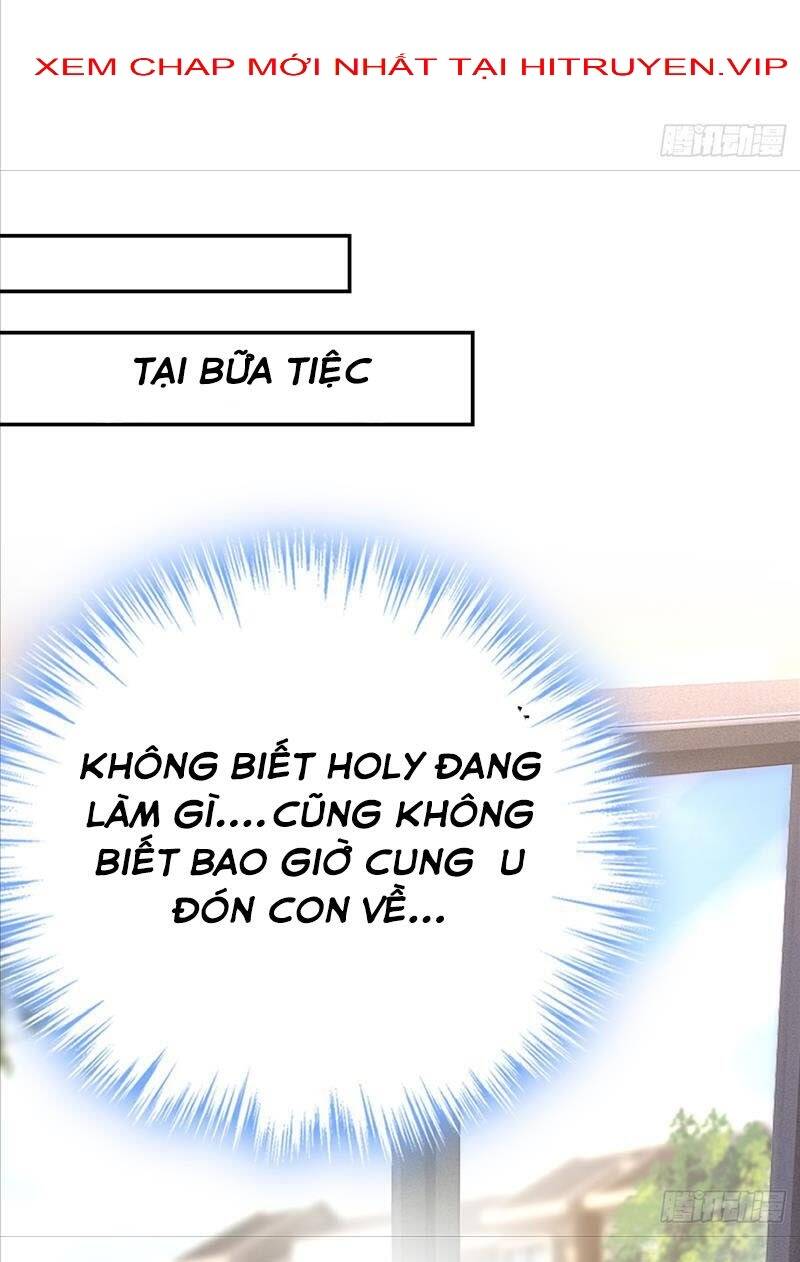 XEM CHAP MỚI NHẤT TẠI HITRUYEN.VIP
腾讯动漫
TẠI BỮA TIỆC
KHÔNG BIẾT HOLY ĐANG
LÀM GÌ....CŨNG KHÔNG
BIẾT BAO GIỜ CUNG U
ĐÓN CON VỀ...
腾讯动漫